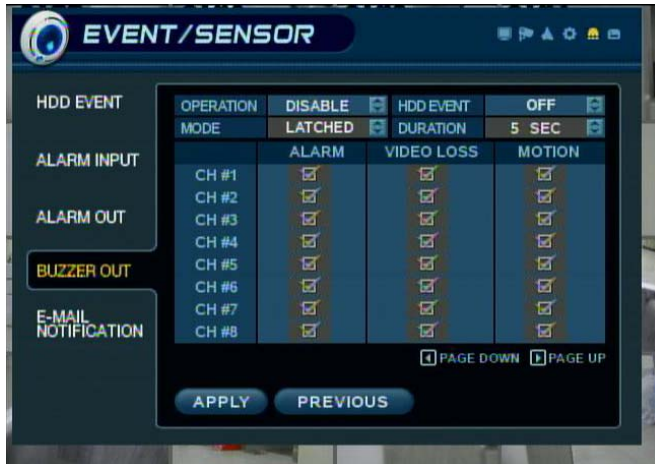 EVENT/SENSOR
HDD EVENT
ALARM INPUT
ALARM OUT
BUZZER OUT
E-MAIL
NOTIFICATION
OPERATION DISABLE HDD EVENT OFF
MODE LATCHED DURATION 5 SEC
ALARM VIDEO LOSS MOTION
CH #1
CH #2
CH #3
CH #4
CH #5
CH #6
CH #7
CH #8
PAGE DOWN PAGE UP
APPLY PREVIOUS